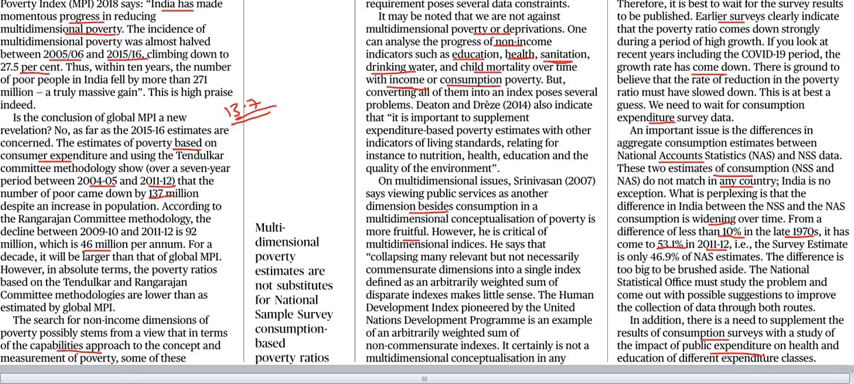 Poverty Index (MPI) 2018 says: “India has made
momentous progress in reducing
multidimensional poverty. The incidence of
multidimensional poverty was almost halved
between 2005/06 and 2015/16, climbing down to
27.5 per cent. Thus, within ten years, the number
of poor people in India fell by more than 271
million – a truly massive gain”. This is high praise
indeed.
Is the conclusion of global MPI a new
revelation? No, as far as the 2015-16 estimates are
concerned. The estimates of poverty based on
consumer expenditure and using the Tendulkar
committee methodology show (over a seven-year
period between 2004-05 and 2011-12) that the
number of poor came down by 137 million
despite an increase in population. According to
the Rangarajan Committee methodology, the
decline between 2009-10 and 2011-12 is 92
million, which is 46 million per annum. For a
decade, it will be larger than that of global MPI.
However, in absolute terms, the poverty ratios
based on the Tendulkar and Rangarajan
Committee methodologies are lower than as
estimated by global MPI.
The search for non-income dimensions of
poverty possibly stems from a view that in terms
of the capabilities approach to the concept and
measurement of poverty, some of these
13.7
Multi-
dimensional
poverty
estimates are
not substitutes
for National
Sample Survey
consumption-
based
poverty ratios
requirement poses several data constraints.
It may be noted that we are not against
multidimensional poverty or deprivations. One
can analyse the progress of non-income
indicators such as education, health, sanitation,
drinking water, and child mortality over time
with income or consumption poverty. But,
converting all of them into an index poses several
problems. Deaton and Drèze (2014) also indicate
that “it is important to supplement
expenditure-based poverty estimates with other
indicators of living standards, relating for
instance to nutrition, health, education and the
quality of the environment”.
On multidimensional issues, Srinivasan (2007)
says viewing public services as another
dimension besides consumption in a
multidimensional conceptualisation of poverty is
more fruitful. However, he is critical of
multidimensional indices. He says that
“collapsing many relevant but not necessarily
commensurate dimensions into a single index
defined as an arbitrarily weighted sum of
disparate indexes makes little sense. The Human
Development Index pioneered by the United
Nations Development Programme is an example
of an arbitrarily weighted sum of
non-commensurate indexes. It certainly is not a
multidimensional conceptualisation in any
Therefore, it is best to wait for the survey results
to be published. Earlier surveys clearly indicate
that the poverty ratio comes down strongly
during a period of high growth. If you look at
recent years including the COVID-19 period, the
growth rate has come down. There is ground to
believe that the rate of reduction in the poverty
ratio must have slowed down. This is at best a
guess. We need to wait for consumption
expenditure survey data.
An important issue is the differences in
aggregate consumption estimates between
National Accounts Statistics (NAS) and NSS data.
These two estimates of consumption (NSS and
NAS) do not match in any country; India is no
exception. What is perplexing is that the
difference in India between the NSS and the NAS
consumption is widening over time. From a
difference of less than 10% in the late 1970s, it has
come to 53.1% in 2011-12, i.e., the Survey Estimate
is only 46.9% of NAS estimates. The difference is
too big to be brushed aside. The National
Statistical Office must study the problem and
come out with possible suggestions to improve
the collection of data through both routes.
In addition, there is a need to supplement the
results of consumption surveys with a study of
the impact of public expenditure on health and
education of different expenditure classes.